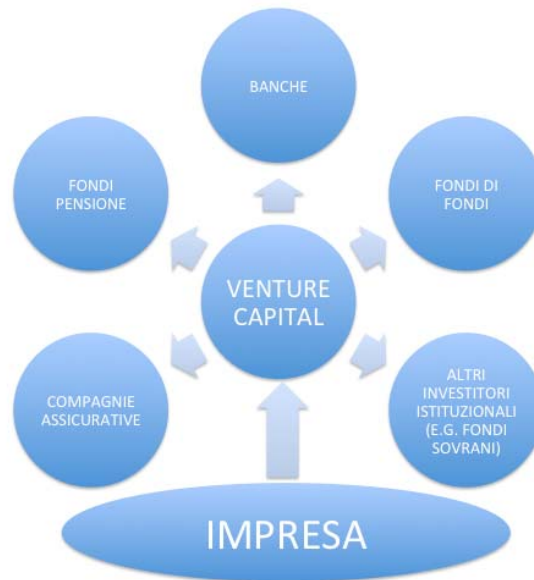 BANCHE
FONDI
PENSIONE
FONDI DI
FONDI
VENTURE
CAPITAL
COMPAGNIE
ASSICURATIVE
ALTRI
INVESTITORI
ISTITUZIONALI
(E.G. FONDI
SOVRANI)
IMPRESA